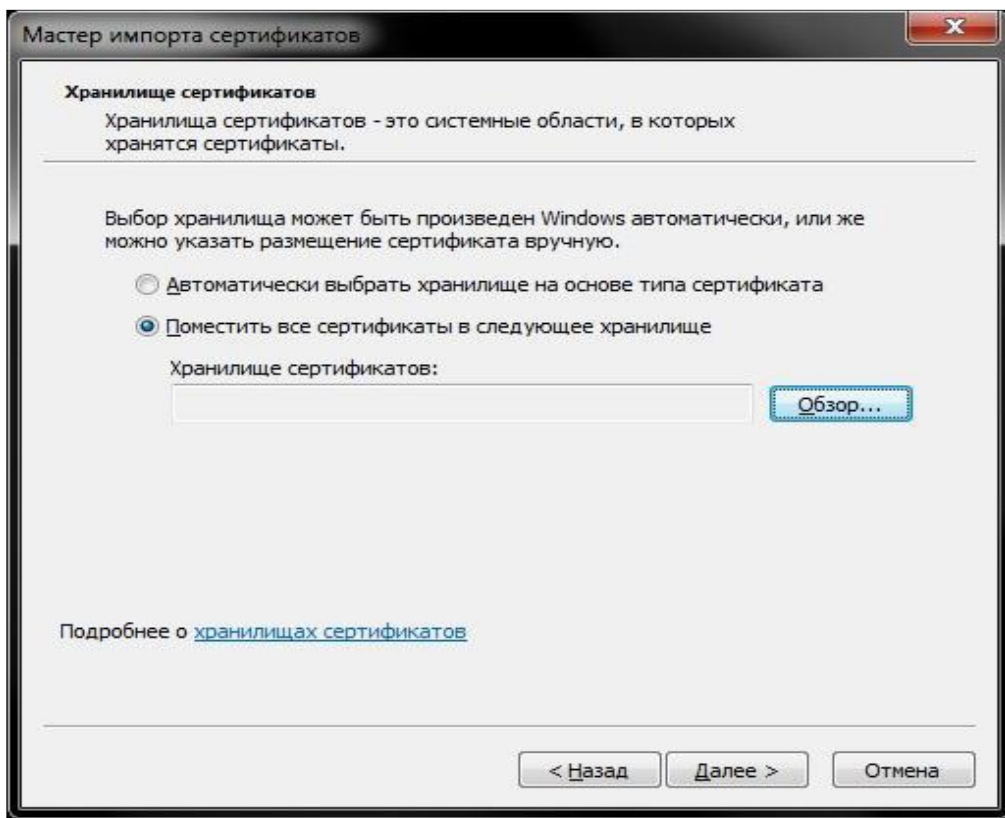 Мастер импорта сертификатов
Хранилище сертификатов
Хранилища сертификатов - это системные области, в которых
хранятся сертификаты.
Выбор хранилища может быть произведен Windows автоматически, или же
можно указать размещение сертификата вручную.
Автоматически выбрать хранилище на основе типа сертификата
Поместить все сертификаты в следующее хранилище
Хранилище сертификатов:
Обзор...
Подробнее о хранилищах сертификатов
< Назад Далее > Отмена